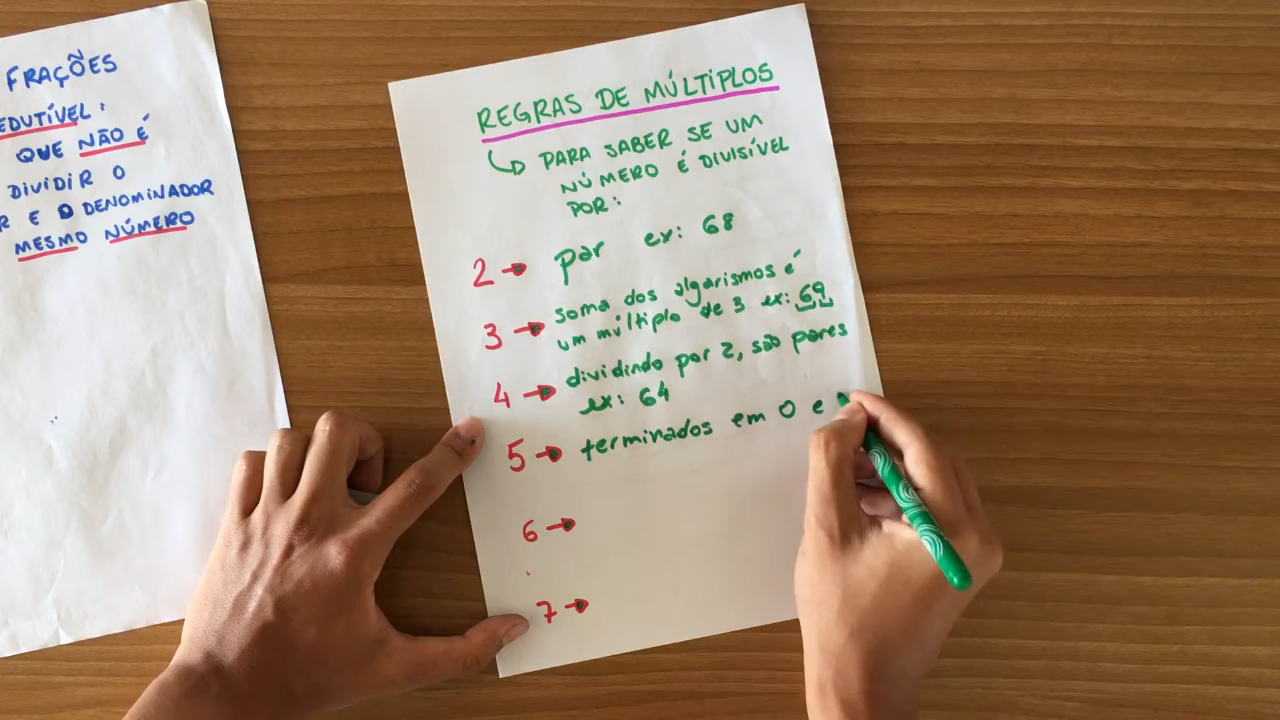 FRAÇÕES
EDUTÍVEL:
QUE NÃO É
DIVIDIR O
R E O DENOMINADOR
MESMO NÚMERO
REGRAS DE MÚLTIPLOS
PARA SABER SE UM
NÚMERO É DIVISÍVEL
POR:
2 → par ex: 68
3 → soma dos algarismos é
um múltiplo de 3 ex: 69
4 → dividindo por 2, são pares
ex: 64
5 → terminados em 0 e
6 →
7 →